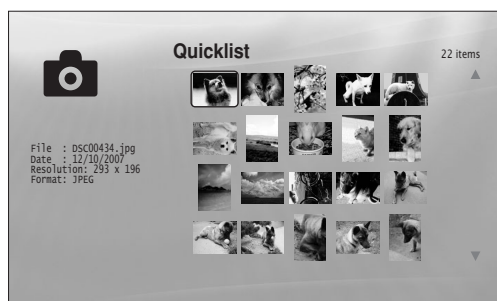 Quicklist
22 items
File : DSC00434.jpg
Date : 12/10/2007
Resolution: 293 x 196
Format: JPEG